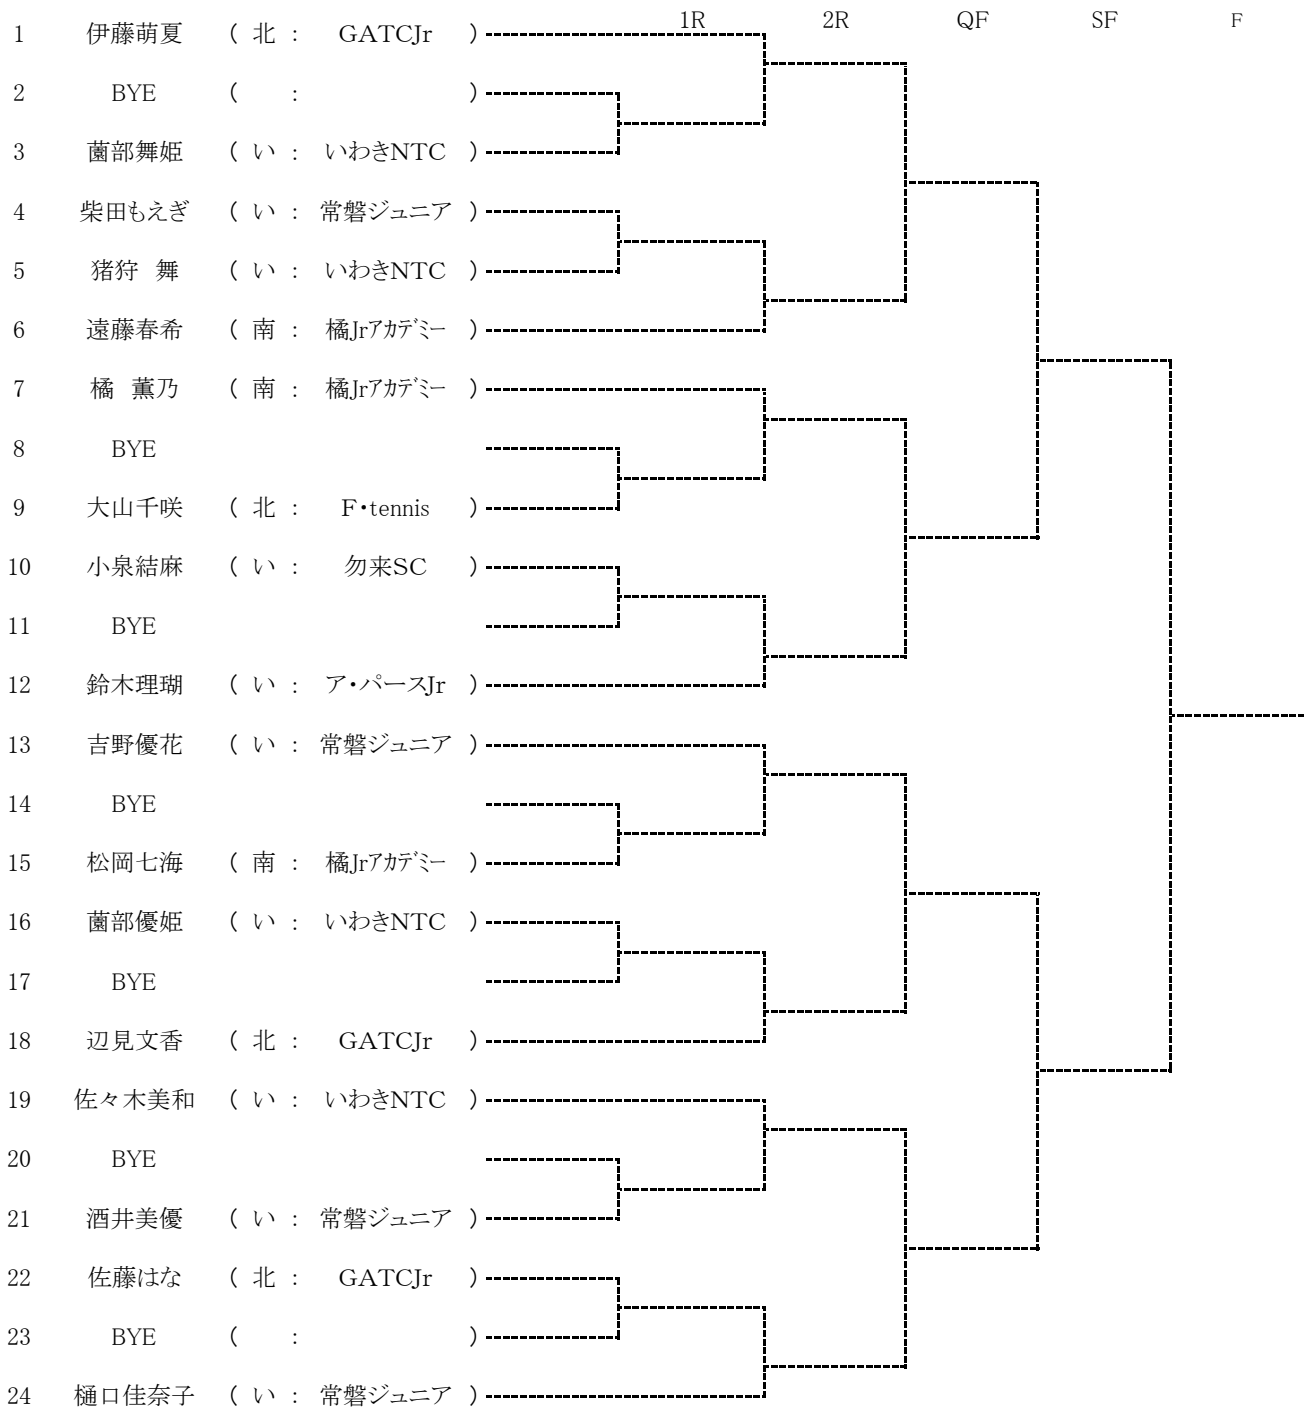 1R 2R QF SF F
1 伊藤萌夏 ( 北 : GATCJr )
2 BYE ( : )
3 薗部舞姫 ( い : いわきNTC )
4 柴田もえぎ ( い : 常磐ジュニア )
5 猪狩 舞 ( い : いわきNTC )
6 遠藤春希 ( 南 : 橘Jrアカデミー )
7 橘 薫乃 ( 南 : 橘Jrアカデミー )
8 BYE
9 大山千咲 ( 北 : F・tennis )
10 小泉結麻 ( い : 勿来SC )
11 BYE
12 鈴木理瑚 ( い : ア・パースJr )
13 吉野優花 ( い : 常磐ジュニア )
14 BYE
15 松岡七海 ( 南 : 橘Jrアカデミー )
16 薗部優姫 ( い : いわきNTC )
17 BYE
18 辺見文香 ( 北 : GATCJr )
19 佐々木美和 ( い : いわきNTC )
20 BYE
21 酒井美優 ( い : 常磐ジュニア )
22 佐藤はな ( 北 : GATCJr )
23 BYE ( : )
24 樋口佳奈子 ( い : 常磐ジュニア )